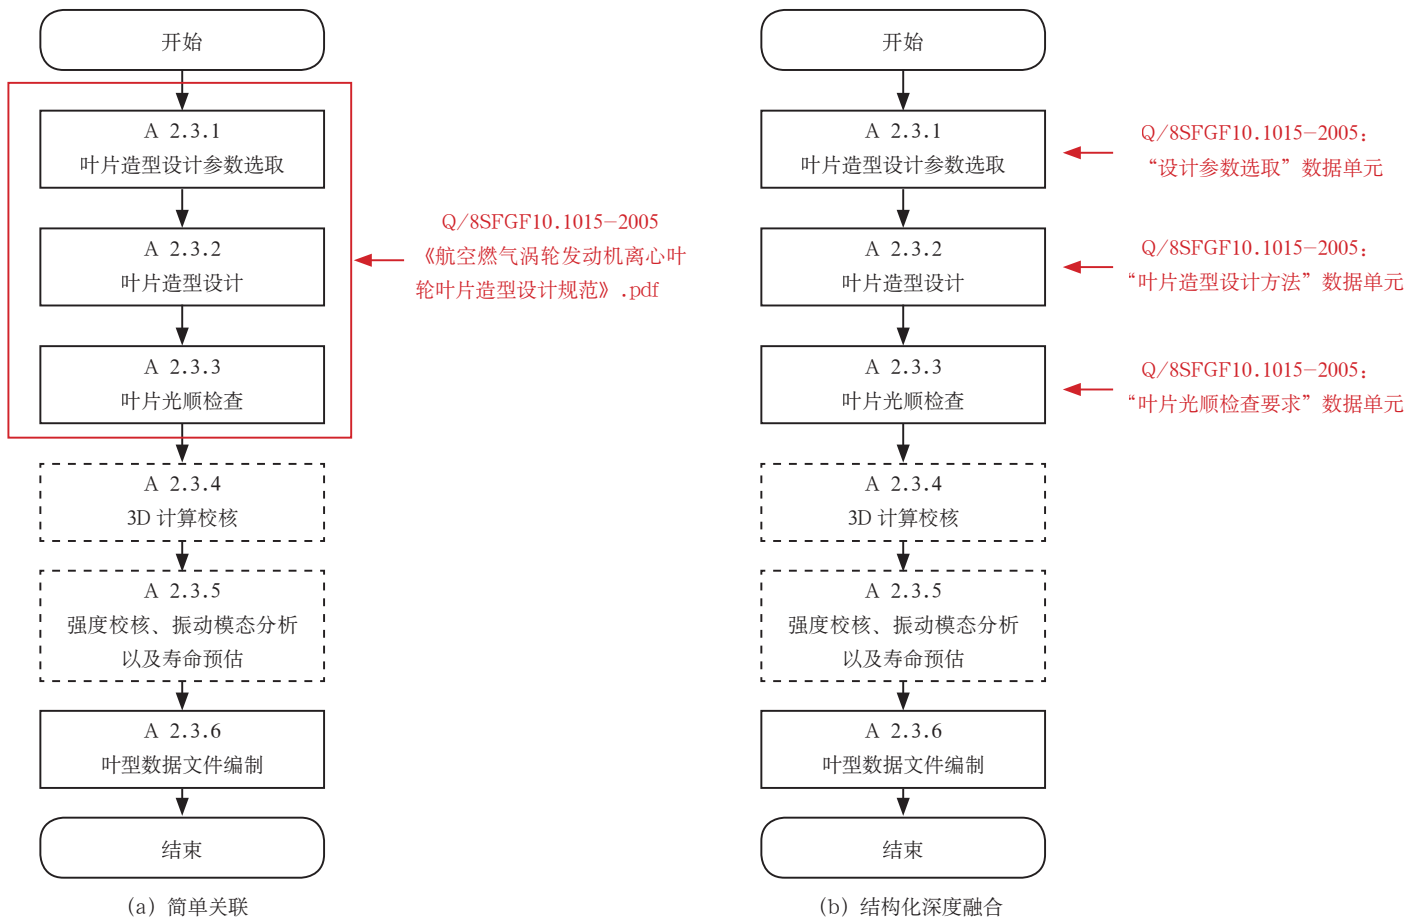 开始
A 2.3.1
叶片造型设计参数选取
A 2.3.2
叶片造型设计
A 2.3.3
叶片光顺检查
A 2.3.4
3D 计算校核
A 2.3.5
强度校核、振动模态分析
以及寿命预估
A 2.3.6
叶型数据文件编制
结束
Q/8SFGF10.1015-2005
《航空燃气涡轮发动机离心叶
轮叶片造型设计规范》.pdf
(a) 简单关联
开始
A 2.3.1
叶片造型设计参数选取
A 2.3.2
叶片造型设计
A 2.3.3
叶片光顺检查
A 2.3.4
3D 计算校核
A 2.3.5
强度校核、振动模态分析
以及寿命预估
A 2.3.6
叶型数据文件编制
结束
Q/8SFGF10.1015-2005：
“设计参数选取”数据单元
Q/8SFGF10.1015-2005：
“叶片造型设计方法”数据单元
Q/8SFGF10.1015-2005：
“叶片光顺检查要求”数据单元
(b) 结构化深度融合